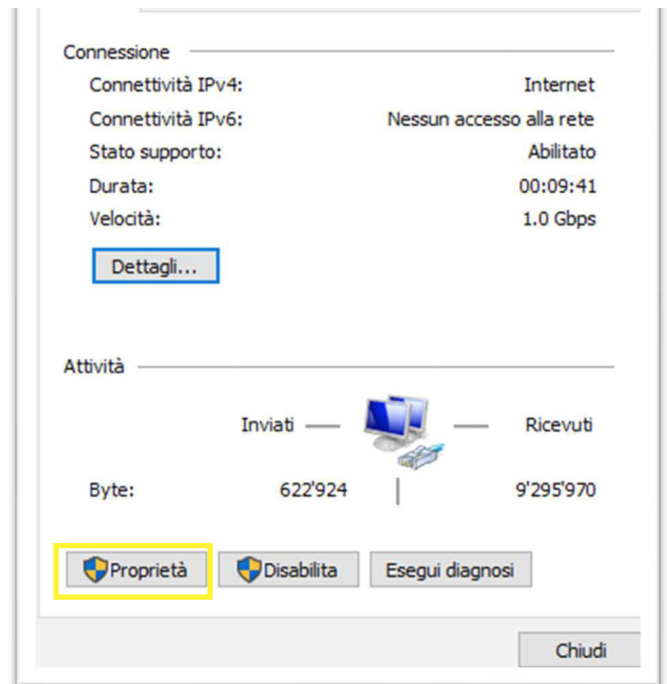 Connessione
Connettività IPv4: Internet
Connettività IPv6: Nessun accesso alla rete
Stato supporto: Abilitato
Durata: 00:09:41
Velocità: 1.0 Gbps
Dettagli...
Attività
Inviati Ricevuti
Byte: 622'924 9'295'970
Proprietà Disabilita Esegui diagnosi
Chiudi